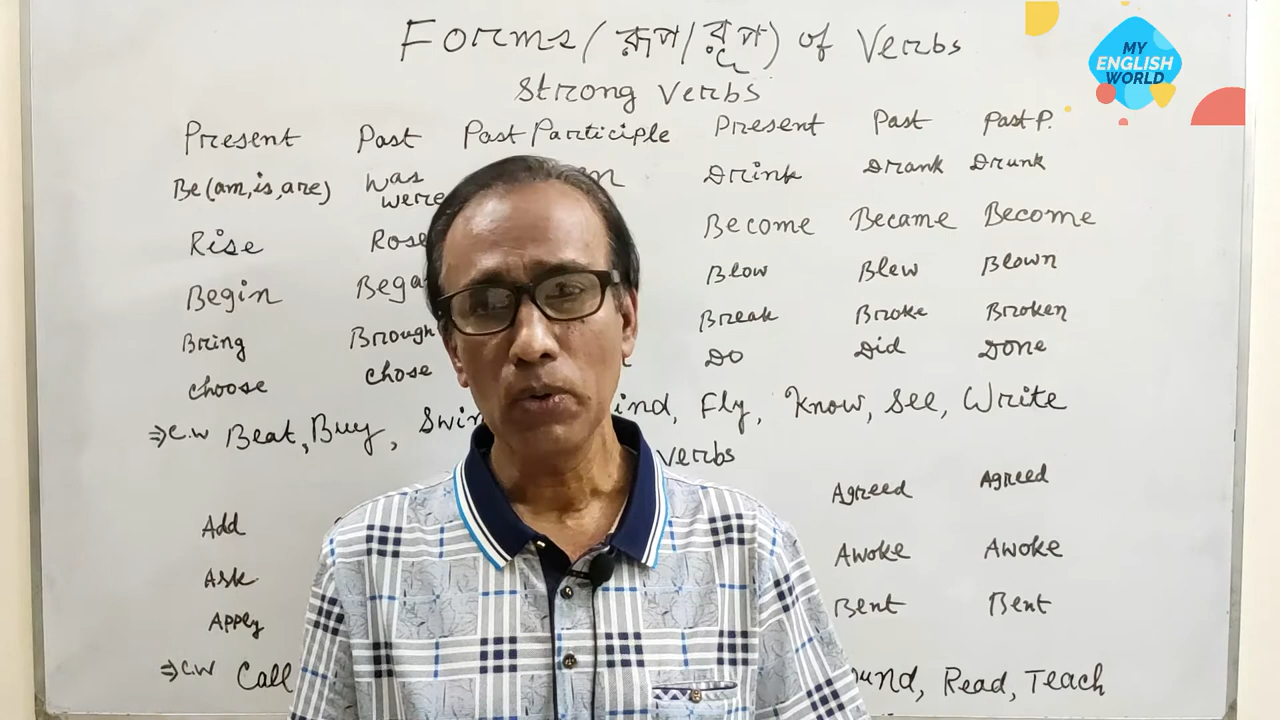 Forms (রূপ/ of Verbs
Strong Verbs
MY
ENGLISH
WORLD
Present Past Past Participle Present Past Past P.
Be (am, is, are) was Drink Drank Drunk
were
Rise Rose Become Became Become
Begin Blow Blew Blown
Bring Break Broke Broken
Choose Chose Do Did Done
⇒ C.W Beat, Buy, Fly, Know, See, Write
Verbs
Agreed Agreed
Add
Ask Awoke Awoke
Apply Bent Bent
⇒ C.W Call Read, Teach